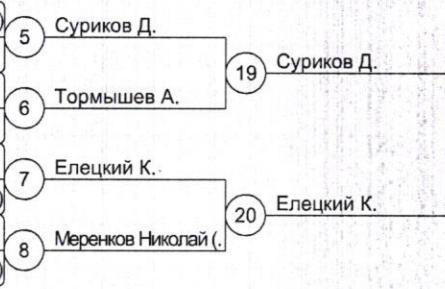 5 Суриков Д.
19 Суриков Д.
6 Тормышев А.
7 Елецкий К.
20 Елецкий К.
8 Меренков Николай (.